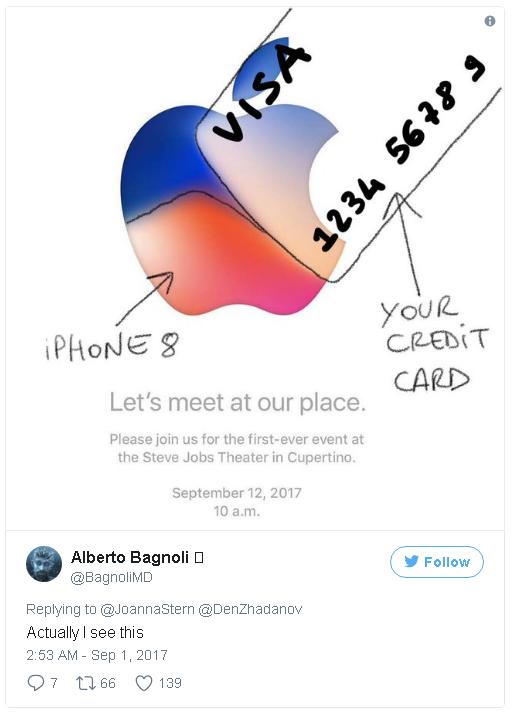 VISA
1234 5678 9
iPHONE 8
YOUR
CREDiT
CARD
Let's meet at our place.
Please join us for the first-ever event at
the Steve Jobs Theater in Cupertino.
September 12, 2017
10 a.m.
Alberto Bagnoli
@BagnoliMD
Follow
Replying to @JoannaStern @DenZhadanov
Actually I see this
2:53 AM - Sep 1, 2017
7 66 139